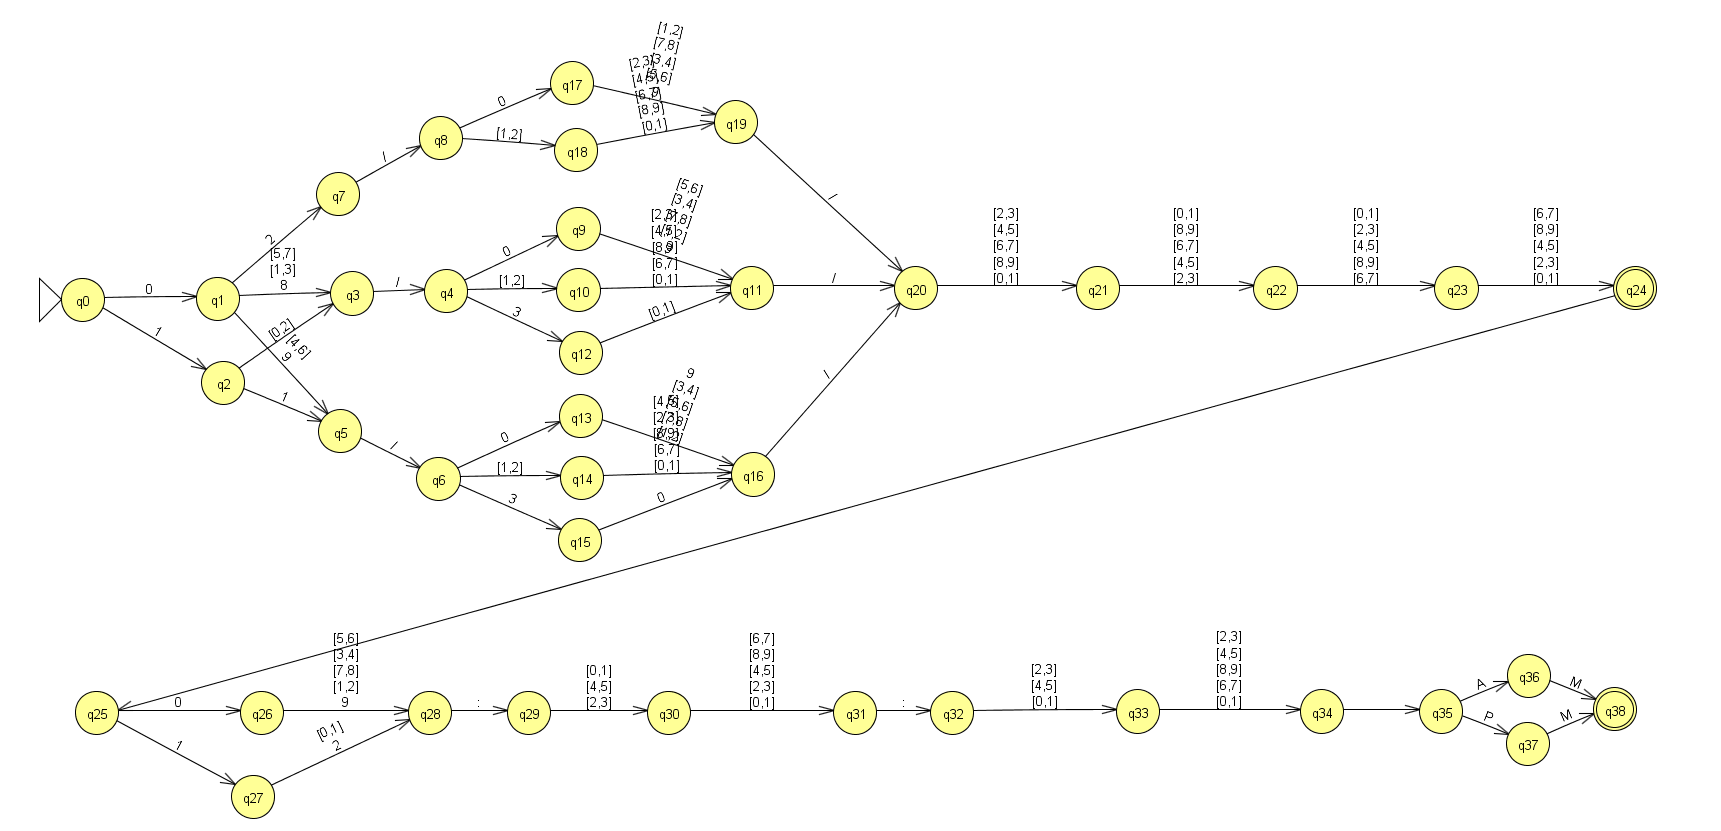 q0
0
1
q1
q2
2
[5,7]
[1,3]
8
[0,2]
[4,6]
9
1
q7
q3
q5
/
/
/
q8
q4
q6
0
[1,2]
q17
q18
[1,2]
[7,8]
[3,4]
[5,6]
9
[2,3]
[4,5]
[6,7]
[8,9]
[0,1]
q19
/
0
[1,2]
3
q9
q10
q12
[5,6]
[3,4]
[7,8]
[1,2]
9
[2,3]
[4,5]
[8,9]
[6,7]
[0,1]
[0,1]
q11
/
0
[1,2]
3
q13
q14
q15
9
[3,4]
[5,6]
[7,8]
[1,2]
[4,5]
[2,3]
[8,9]
[6,7]
[0,1]
0
q16
/
q20
[2,3]
[4,5]
[6,7]
[8,9]
[0,1]
q21
[0,1]
[8,9]
[6,7]
[4,5]
[2,3]
q22
[0,1]
[2,3]
[4,5]
[8,9]
[6,7]
q23
[6,7]
[8,9]
[4,5]
[2,3]
[0,1]
q24
q25
0
1
q26
q27
[5,6]
[3,4]
[7,8]
[1,2]
9
[0,1]
2
q28
:
q29
[0,1]
[4,5]
[2,3]
q30
[6,7]
[8,9]
[4,5]
[2,3]
[0,1]
q31
:
q32
[2,3]
[4,5]
[0,1]
q33
[2,3]
[4,5]
[8,9]
[6,7]
[0,1]
q34
q35
A
P
q36
q37
M
M
q38